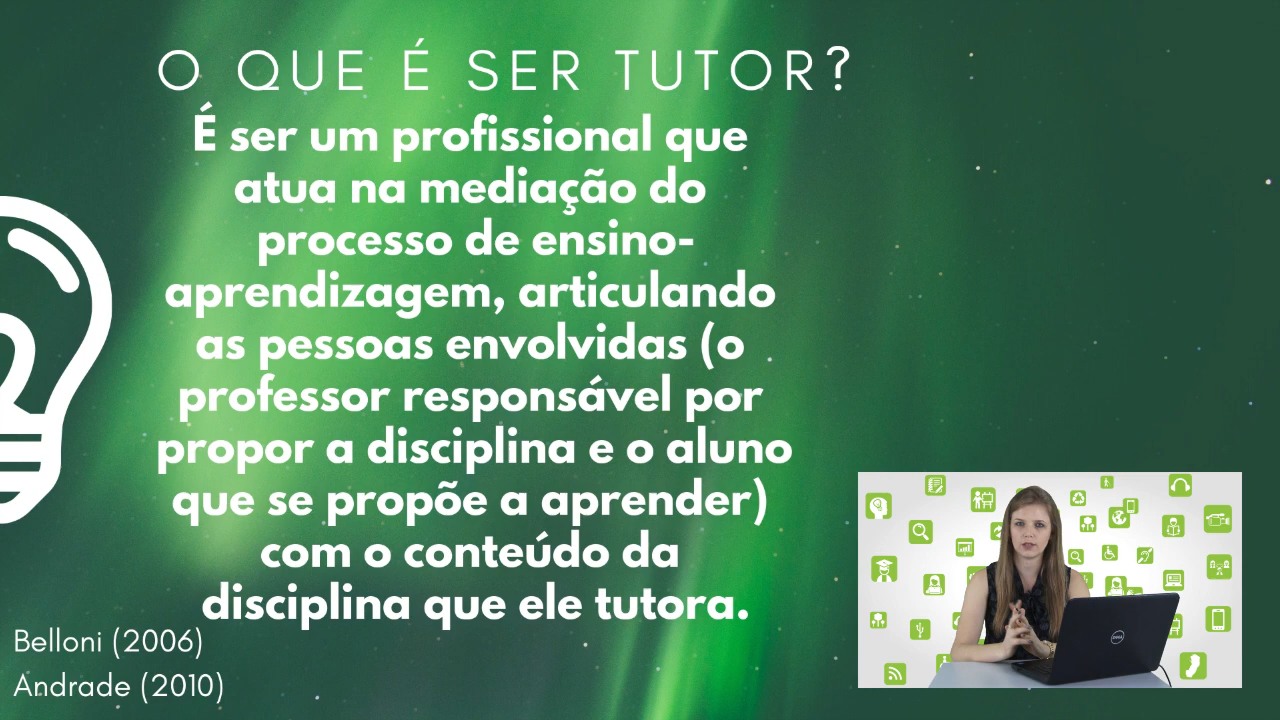 O QUE É SER TUTOR?
É ser um profissional que
atua na mediação do
processo de ensino-
aprendizagem, articulando
as pessoas envolvidas (o
professor responsável por
propor a disciplina e o aluno
que se propõe a aprender)
com o conteúdo da
disciplina que ele tutora.
Belloni (2006)
Andrade (2010)
DELL